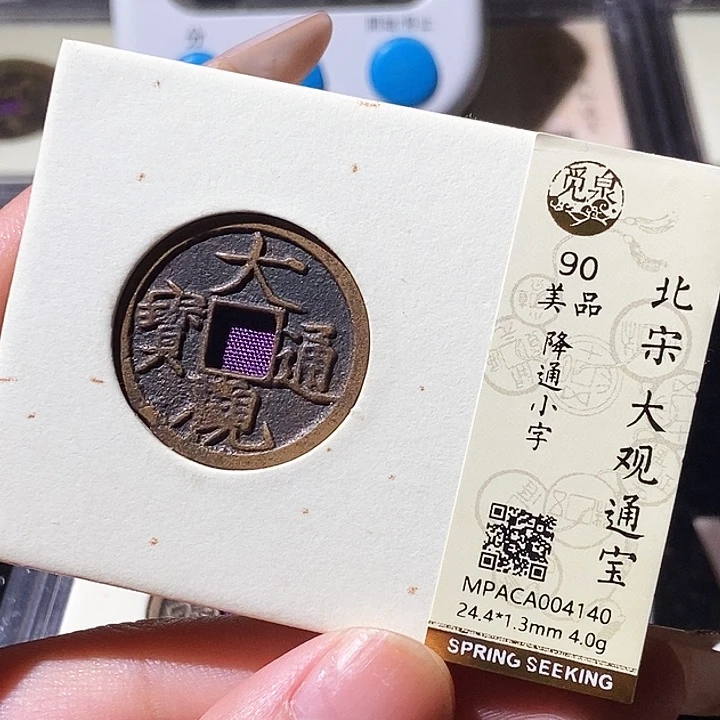 大
觀
通
寶
觅泉
90
美品
降通小字
北宋大观通宝
MPACA004140
24.4*1.3mm 4.0g
SPRING SEEKING